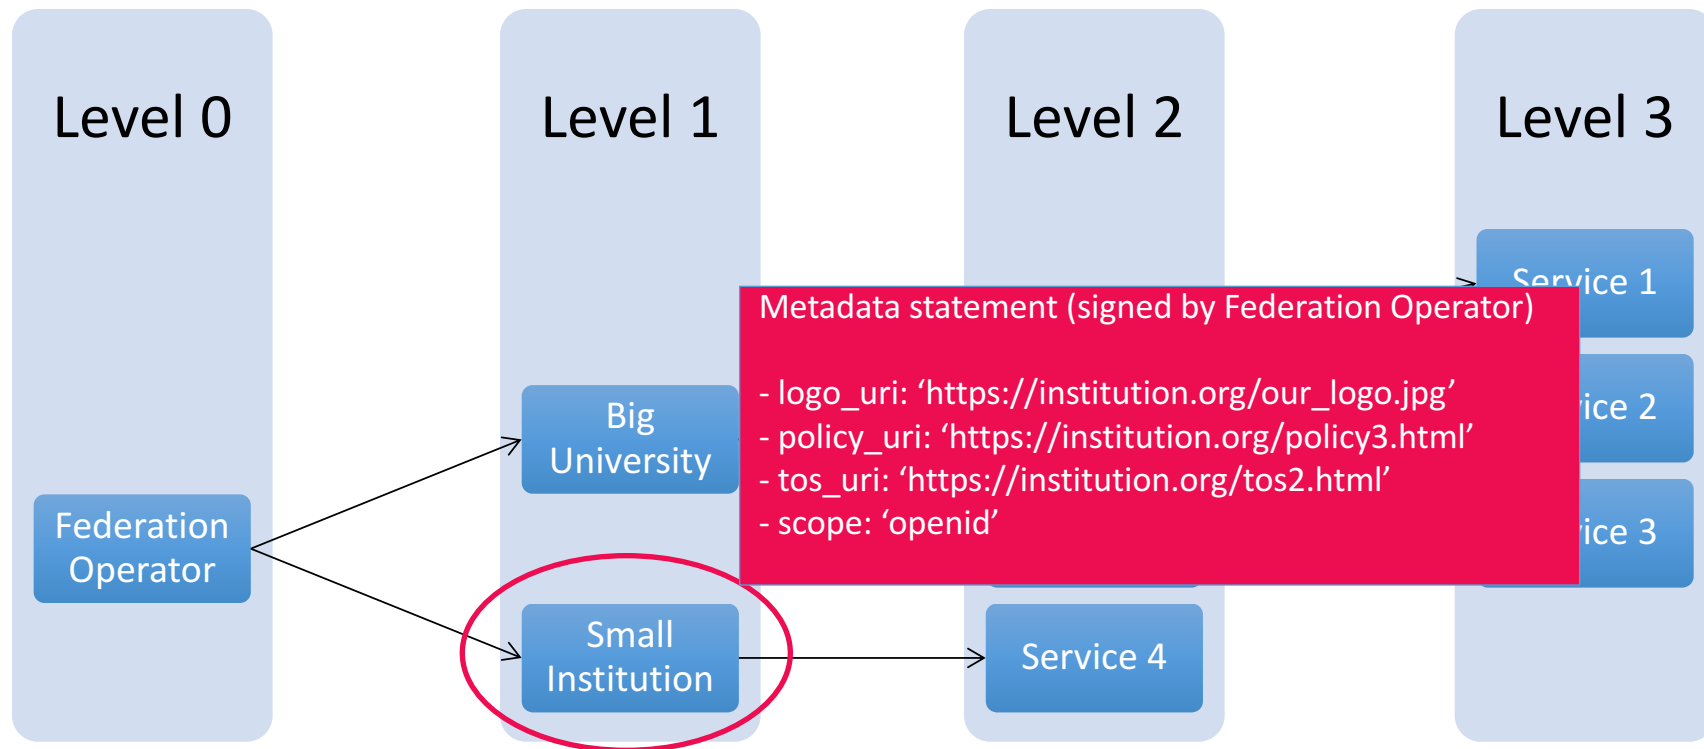 Level 0
Level 1
Level 2
Level 3
Service 1
Metadata statement (signed by Federation Operator)
- logo_uri: ‘https://institution.org/our_logo.jpg’
- policy_uri: ‘https://institution.org/policy3.html’
- tos_uri: ‘https://institution.org/tos2.html’
- scope: ‘openid’
Big
University
ice 2
ice 3
Federation
Operator
Small
Institution
Service 4